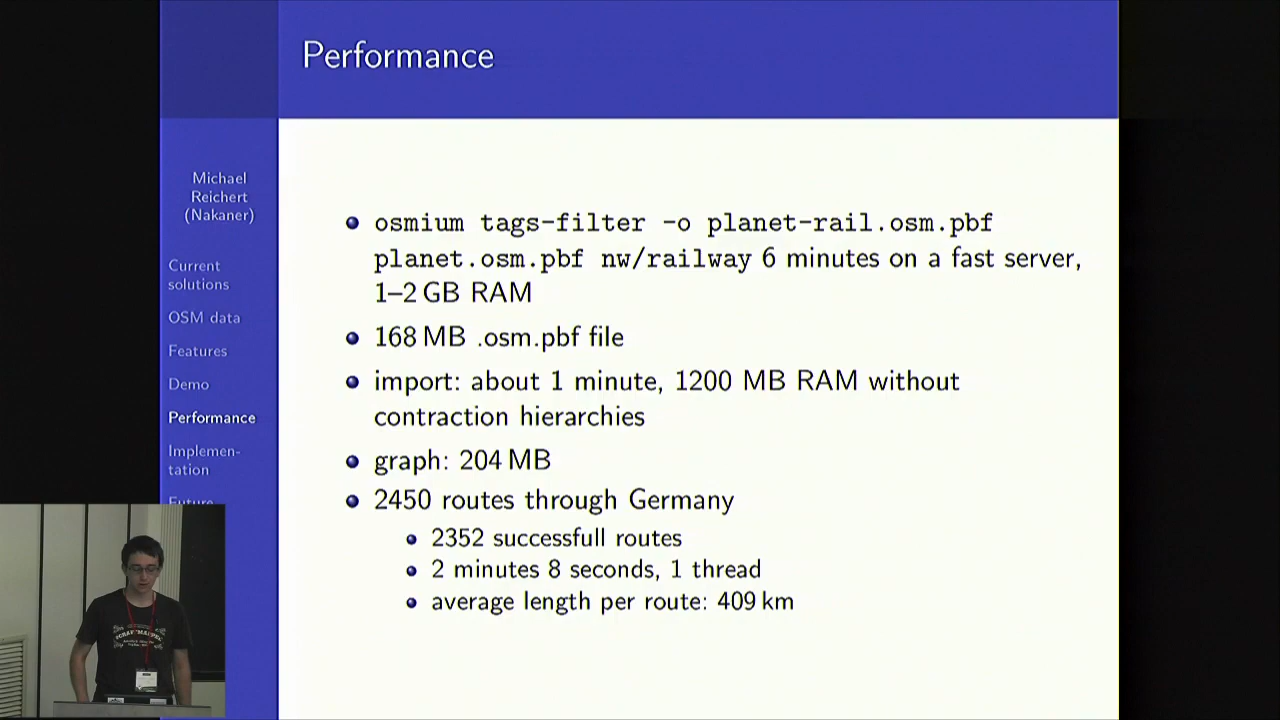 Performance
Michael
Reichert
(Nakaner)
Current
solutions
OSM data
Features
Demo
Performance
Implemen-
tation
Future
osmium tags-filter -o planet-rail.osm.pbf
planet.osm.pbf nw/railway 6 minutes on a fast server,
1–2 GB RAM
168 MB .osm.pbf file
import: about 1 minute, 1200 MB RAM without
contraction hierarchies
graph: 204 MB
2450 routes through Germany
2352 successfull routes
2 minutes 8 seconds, 1 thread
average length per route: 409 km